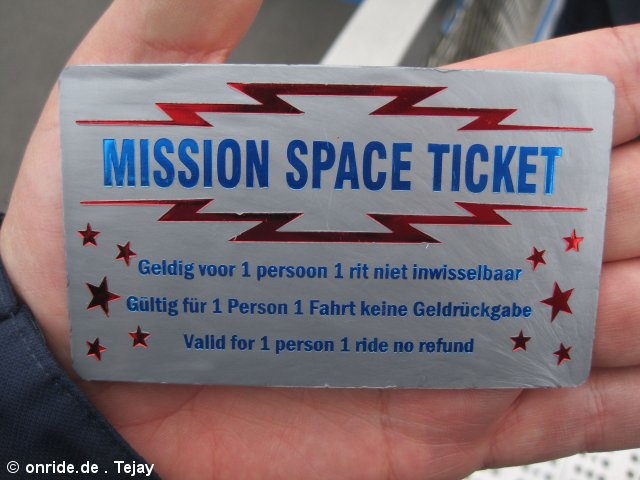 MISSION SPACE TICKET
Geldig voor 1 persoon 1 rit niet inwisselbaar
Gültig für 1 Person 1 Fahrt keine Geldrückgabe
Valid for 1 person 1 ride no refund
© onride.de . Tejay